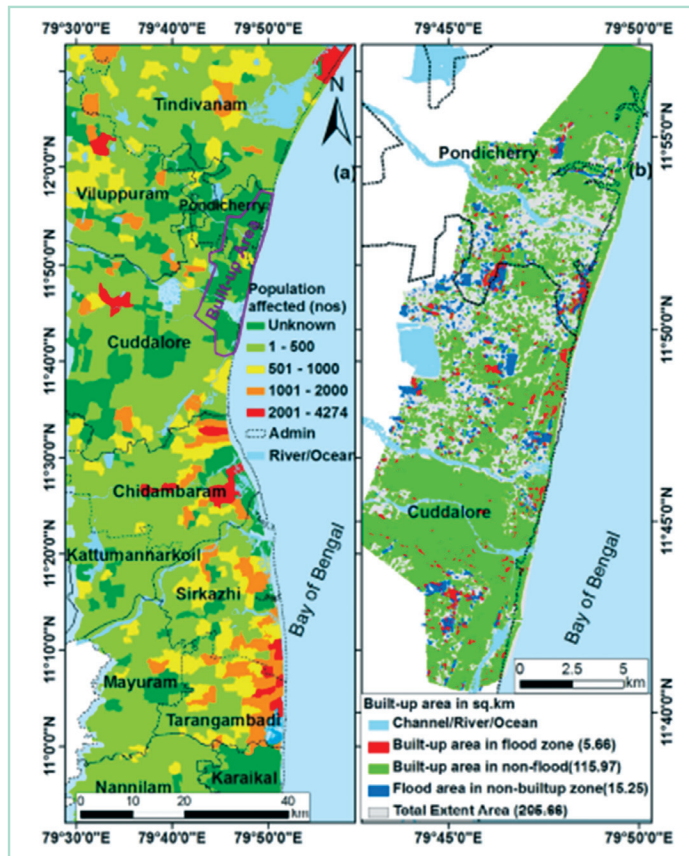 79°30'0"E 79°40'0"E 79°50'0"E
79°45'0"E 79°50'0"E
N
(a)
Tindivanam
Viluppuram
Pondicherry
Built-up Area
Cuddalore
Chidambaram
Kattumannarkoil
Sirkazhi
Mayuram
Tarangambadi
Nannilam
Karaikal
Bay of Bengal
12°0'0"N
11°50'0"N
11°40'0"N
11°30'0"N
11°20'0"N
11°10'0"N
11°0'0"N
Population
affected (nos)
Unknown
1 - 500
501 - 1000
1001 - 2000
2001 - 4274
Admin
River/Ocean
0 10 20 40
km
79°30'0"E 79°40'0"E 79°50'0"E
(b)
Pondicherry
Cuddalore
Bay of Bengal
11°55'0"N
11°50'0"N
11°45'0"N
11°40'0"N
0 2.5 5
km
Built-up area in sq.km
Channel/River/Ocean
Built-up area in flood zone (5.66)
Built-up area in non-flood(115.97)
Flood area in non-builtup zone(15.25)
Total Extent Area (205.66)
79°45'0"E 79°50'0"E